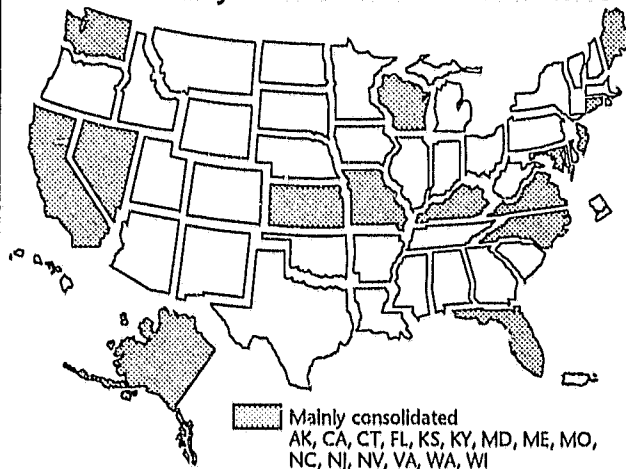 Mainly consolidated
AK, CA, CT, FL, KS, KY, MD, ME, MO,
NC, NJ, NV, VA, WA, WI